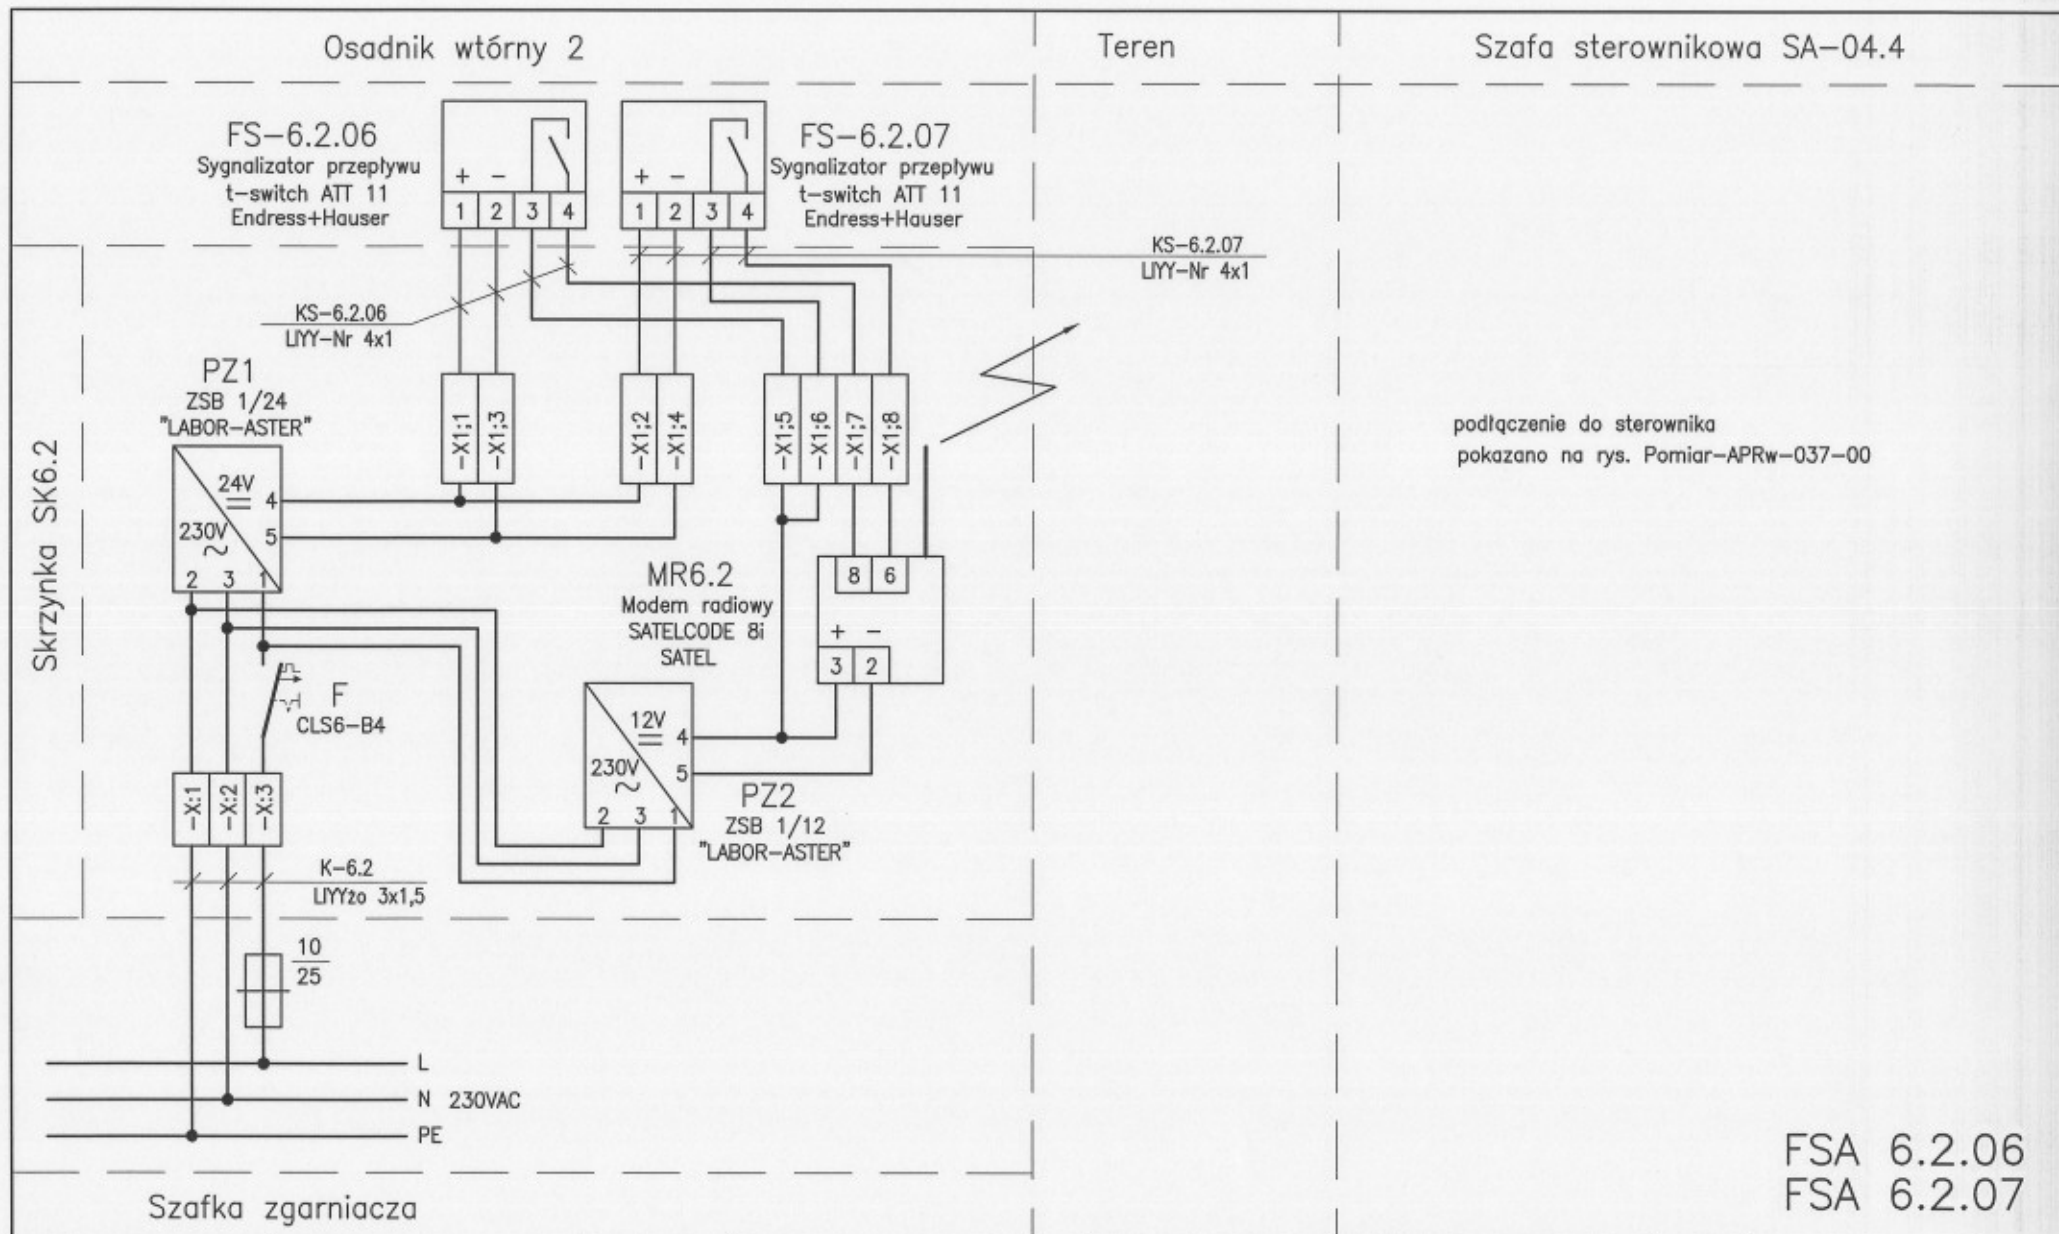 Osadnik wtórny 2
Teren
Szafa sterownikowa SA-04.4
FS-6.2.06
Sygnalizator przepływu
t-switch ATT 11
Endress+Hauser
+ -
1 2 3 4
+ -
1 2 3 4
FS-6.2.07
Sygnalizator przepływu
t-switch ATT 11
Endress+Hauser
KS-6.2.07
LIYY-Nr 4x1
KS-6.2.06
LIYY-Nr 4x1
PZ1
ZSB 1/24
"LABOR-ASTER"
24V
230V
4
5
2 3 1
-X1;1
-X1;3
-X1;2
-X1;4
-X1;5
-X1;6
-X1;7
-X1;8
podłączenie do sterownika
pokazano na rys. Pomiar-APRw-037-00
Skrzynka SK6.2
MR6.2
Modem radiowy
SATELCODE 8i
SATEL
8 6
+ -
3 2
F
CLS6-B4
12V
230V
4
5
2 3 1
PZ2
ZSB 1/12
"LABOR-ASTER"
-X:1
-X:2
-X:3
K-6.2
LIYYżo 3x1,5
10
25
L
N 230VAC
PE
Szafka zgarniacza
FSA 6.2.06
FSA 6.2.07